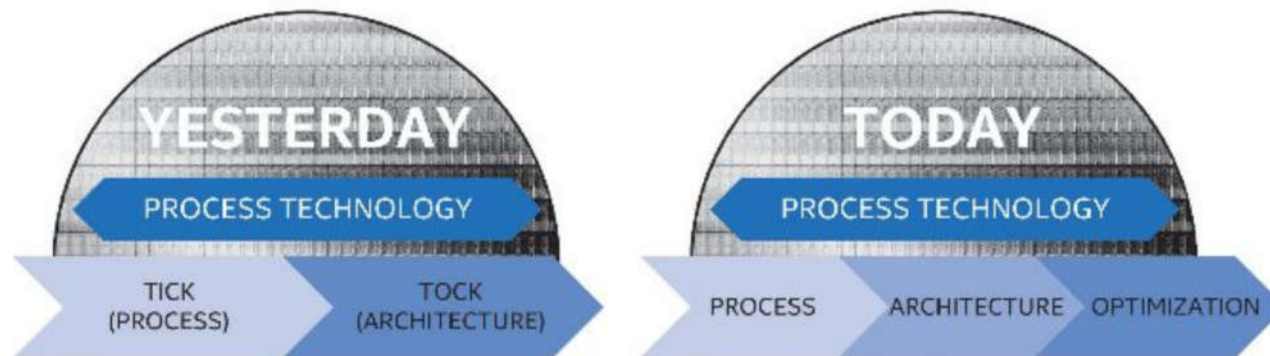 YESTERDAY
PROCESS TECHNOLOGY
TICK
(PROCESS)
TOCK
(ARCHITECTURE)
TODAY
PROCESS TECHNOLOGY
PROCESS
ARCHITECTURE
OPTIMIZATION